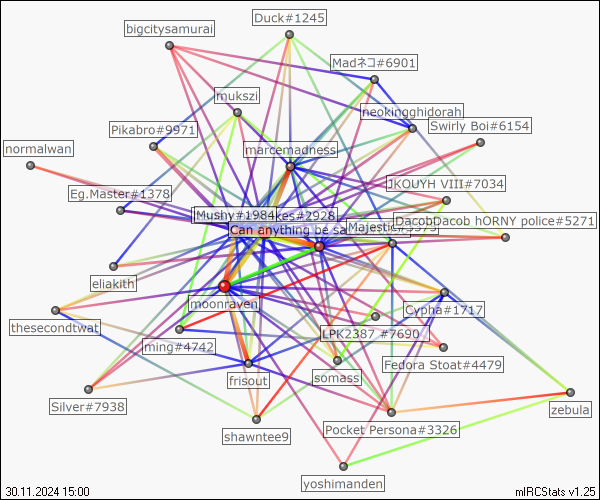 Duck#1245
bigcitysamurai
Madネコ#6901
mukszi
neokingghidorah
Swirly Boi#6154
Pikabro#9971
marcemadness
normalwan
JKOUYH VIII#7034
Eg.Master#1378
Mushy#1984
kes#2928
DacobDacob hORNY police#5271
Can anything be sa
Majestic#5975
eliakith
moonraven
Cypha#1717
thesecondtwat
LPK2387 #7690
ming#4742
Fedora Stoat#4479
frisout
somass
Silver#7938
zebula
shawntee9
Pocket Persona#3326
yoshimanden
30.11.2024 15:00
mIRCStats v1.25